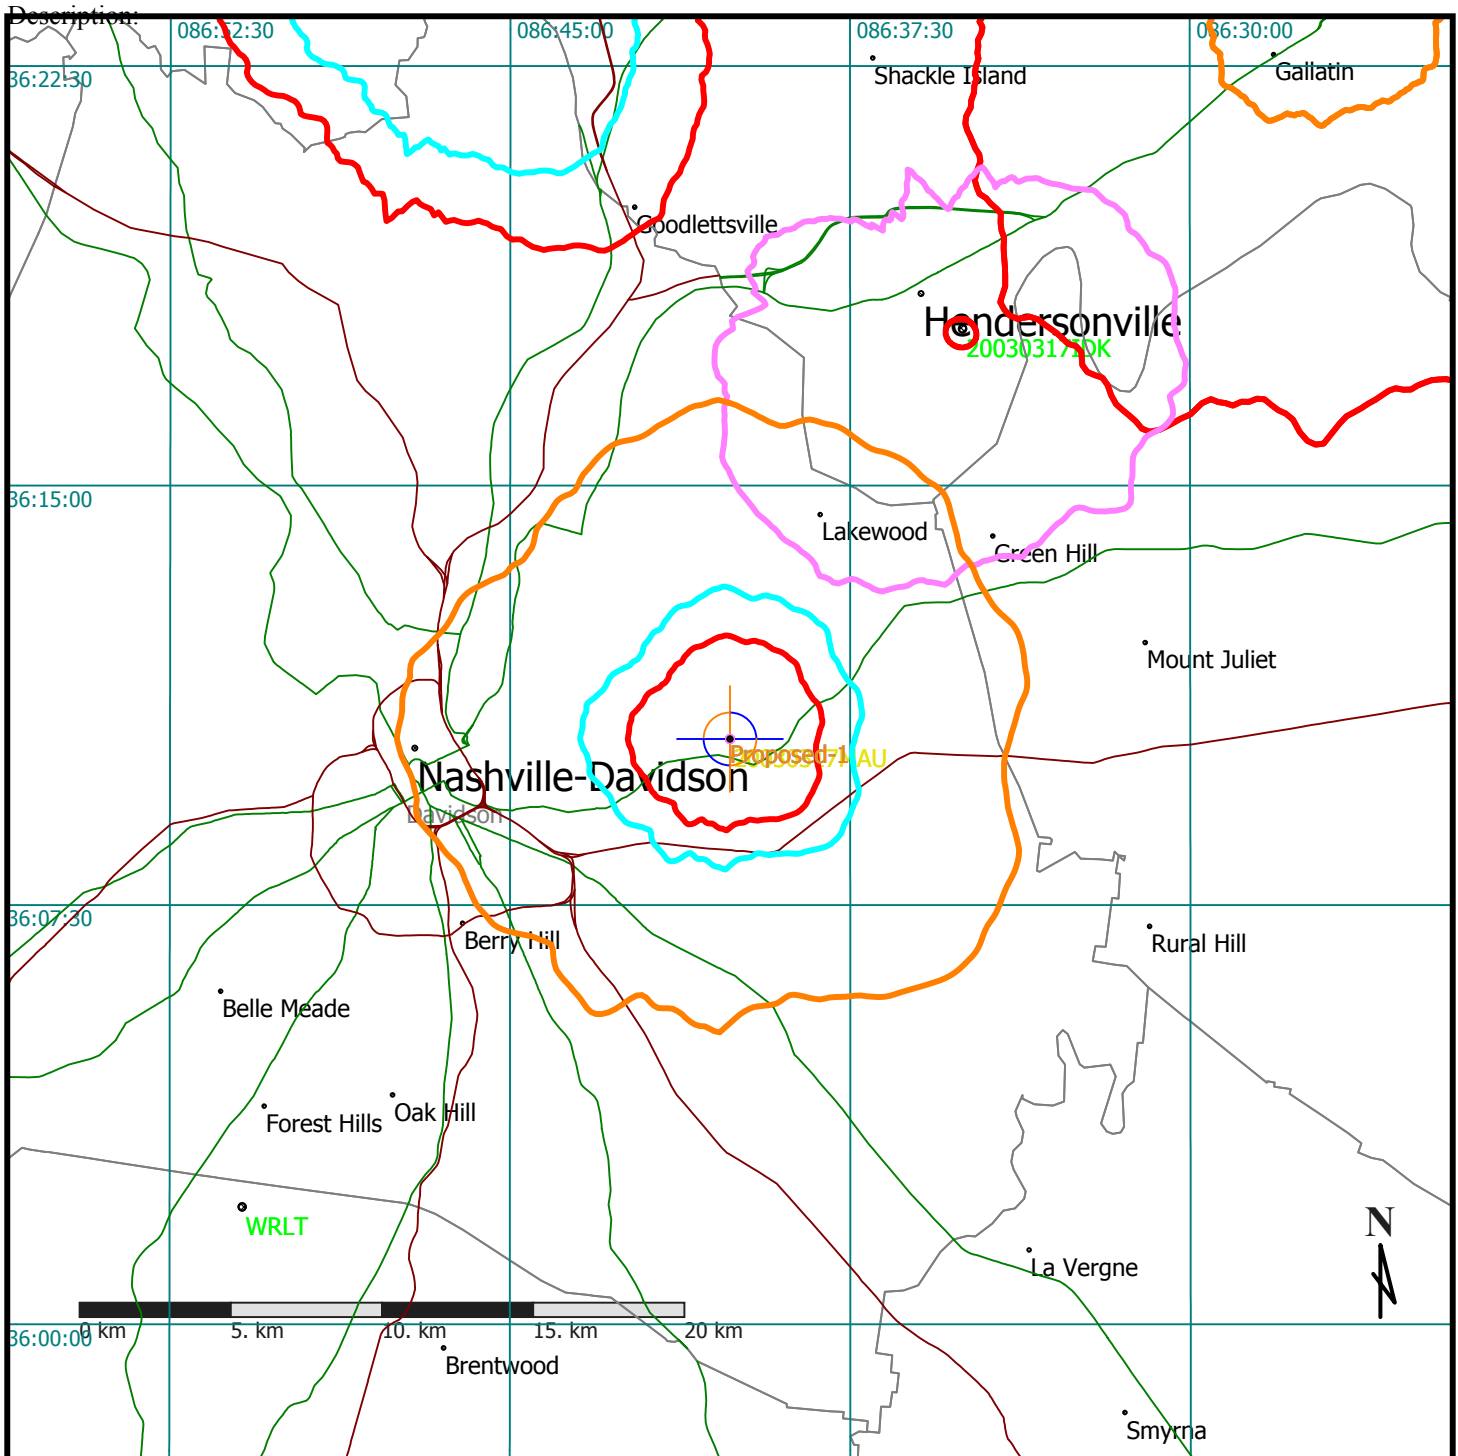 Description:
086:52:30
086:45:00
086:37:30
086:30:00
36:22:30
Shackle Island
Gallatin
Goodlettsville
Hendersonville
20030317IDK
36:15:00
Lakewood
Green Hill
Mount Juliet
Proposed-1
Nashville-Davidson
Davidson
36:07:30
Berry Hill
Rural Hill
Belle Meade
Forest Hills
Oak Hill
WRLT
N
La Vergne
0 km 5. km 10. km 15. km 20 km
36:00:00
Brentwood
Smyrna